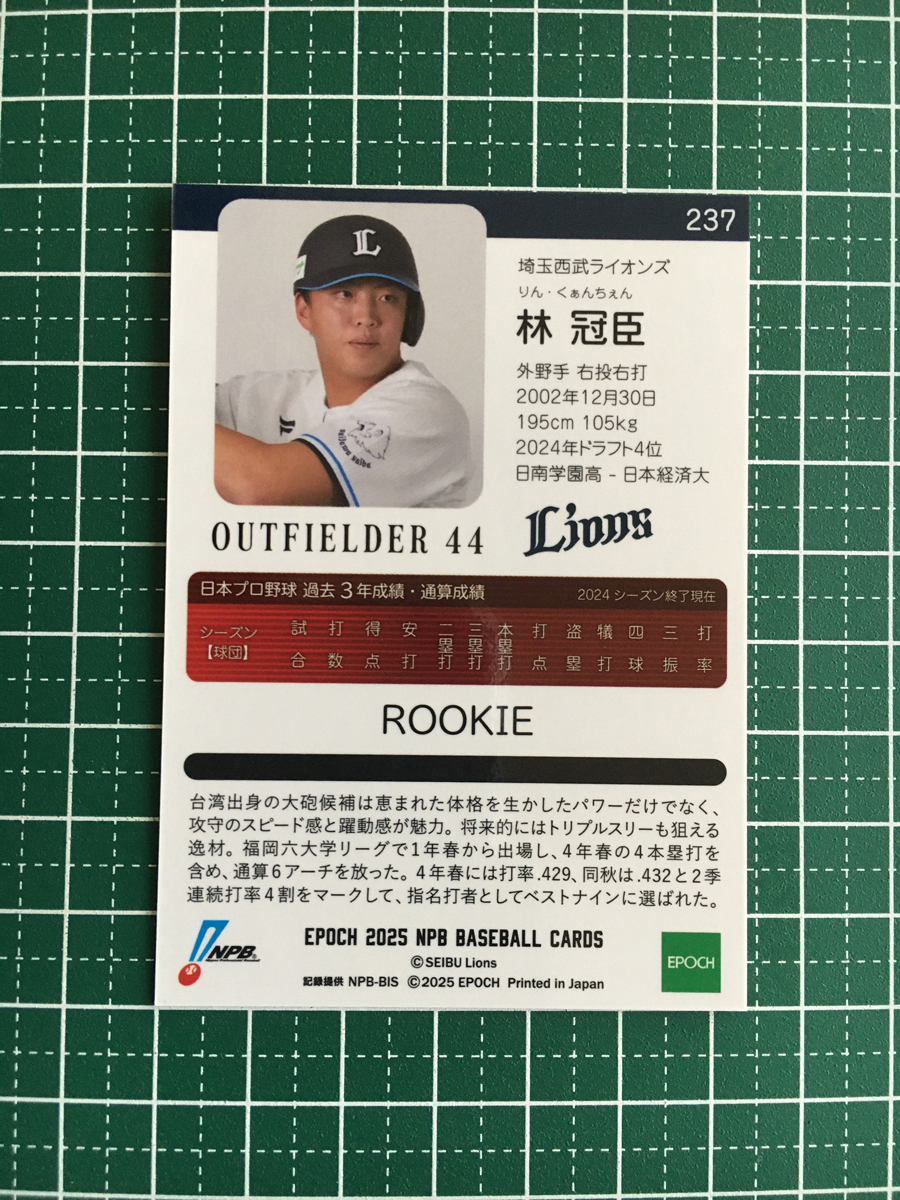 237
L
埼玉西武ライオンズ
りん・くぁんちぇん
林 冠臣
外野手 右投右打
2002年12月30日
195cm 105kg
2024年ドラフト4位
日南学園高 - 日本経済大
OUTFIELDER 44
Lions
日本プロ野球 過去3年成績・通算成績
2024 シーズン終了現在
シーズン【球団】 試合 打数 得点 安打 二塁打 三塁打 本塁打 打点 盗塁 犠打 四球 三振 打率
ROOKIE
台湾出身の大砲候補は恵まれた体格を生かしたパワーだけでなく、
攻守のスピード感と躍動感が魅力。将来的にはトリプルスリーも狙える
逸材。福岡六大学リーグで1年春から出場し、4年春の4本塁打を
含め、通算6アーチを放った。4年春には打率.429、同秋は.432と2季
連続打率4割をマークして、指名打者としてベストナインに選ばれた。
NPB
EPOCH 2025 NPB BASEBALL CARDS
©SEIBU Lions
記録提供 NPB-BIS ©2025 EPOCH Printed in Japan
EPOCH